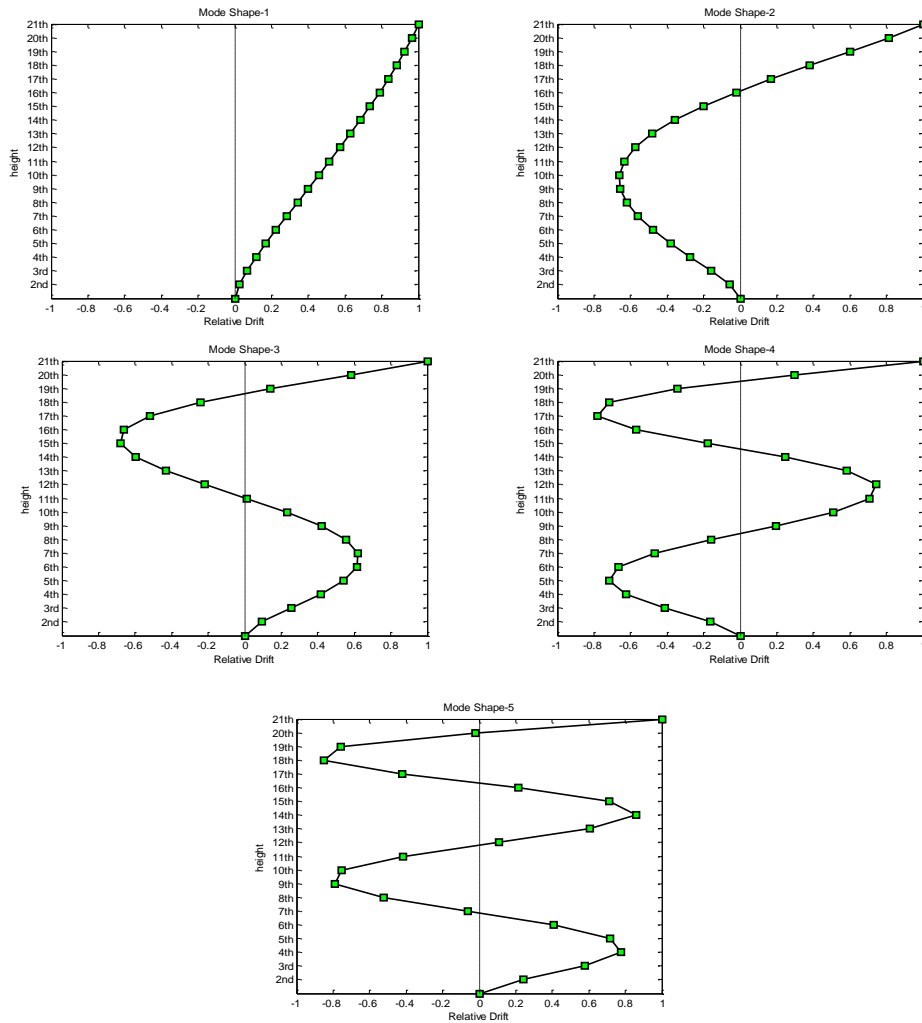 Mode Shape-1
21th
20th
19th
18th
17th
16th
15th
14th
13th
12th
11th
10th
9th
8th
7th
6th
5th
4th
3rd
2nd
height
-1 -0.8 -0.6 -0.4 -0.2 0 0.2 0.4 0.6 0.8 1
Relative Drift
Mode Shape-2
21th
20th
19th
18th
17th
16th
15th
14th
13th
12th
11th
10th
9th
8th
7th
6th
5th
4th
3rd
2nd
height
-1 -0.8 -0.6 -0.4 -0.2 0 0.2 0.4 0.6 0.8
Relative Drift
Mode Shape-3
21th
20th
19th
18th
17th
16th
15th
14th
13th
12th
11th
10th
9th
8th
7th
6th
5th
4th
3rd
2nd
-1 -0.8 -0.6 -0.4 -0.2 0 0.2 0.4 0.6 0.8 1
Relative Drift
Mode Shape-4
21th
20th
19th
18th
17th
16th
15th
14th
13th
12th
11th
10th
9th
8th
7th
6th
5th
4th
3rd
2nd
height
-1 -0.8 -0.6 -0.4 -0.2 0 0.2 0.4 0.6 0.8
Relative Drift
Mode Shape-5
21th
20th
19th
18th
17th
16th
15th
14th
13th
12th
11th
10th
9th
8th
7th
6th
5th
4th
3rd
2nd
height
-1 -0.8 -0.6 -0.4 -0.2 0 0.2 0.4 0.6 0.8 1
Relative Drift